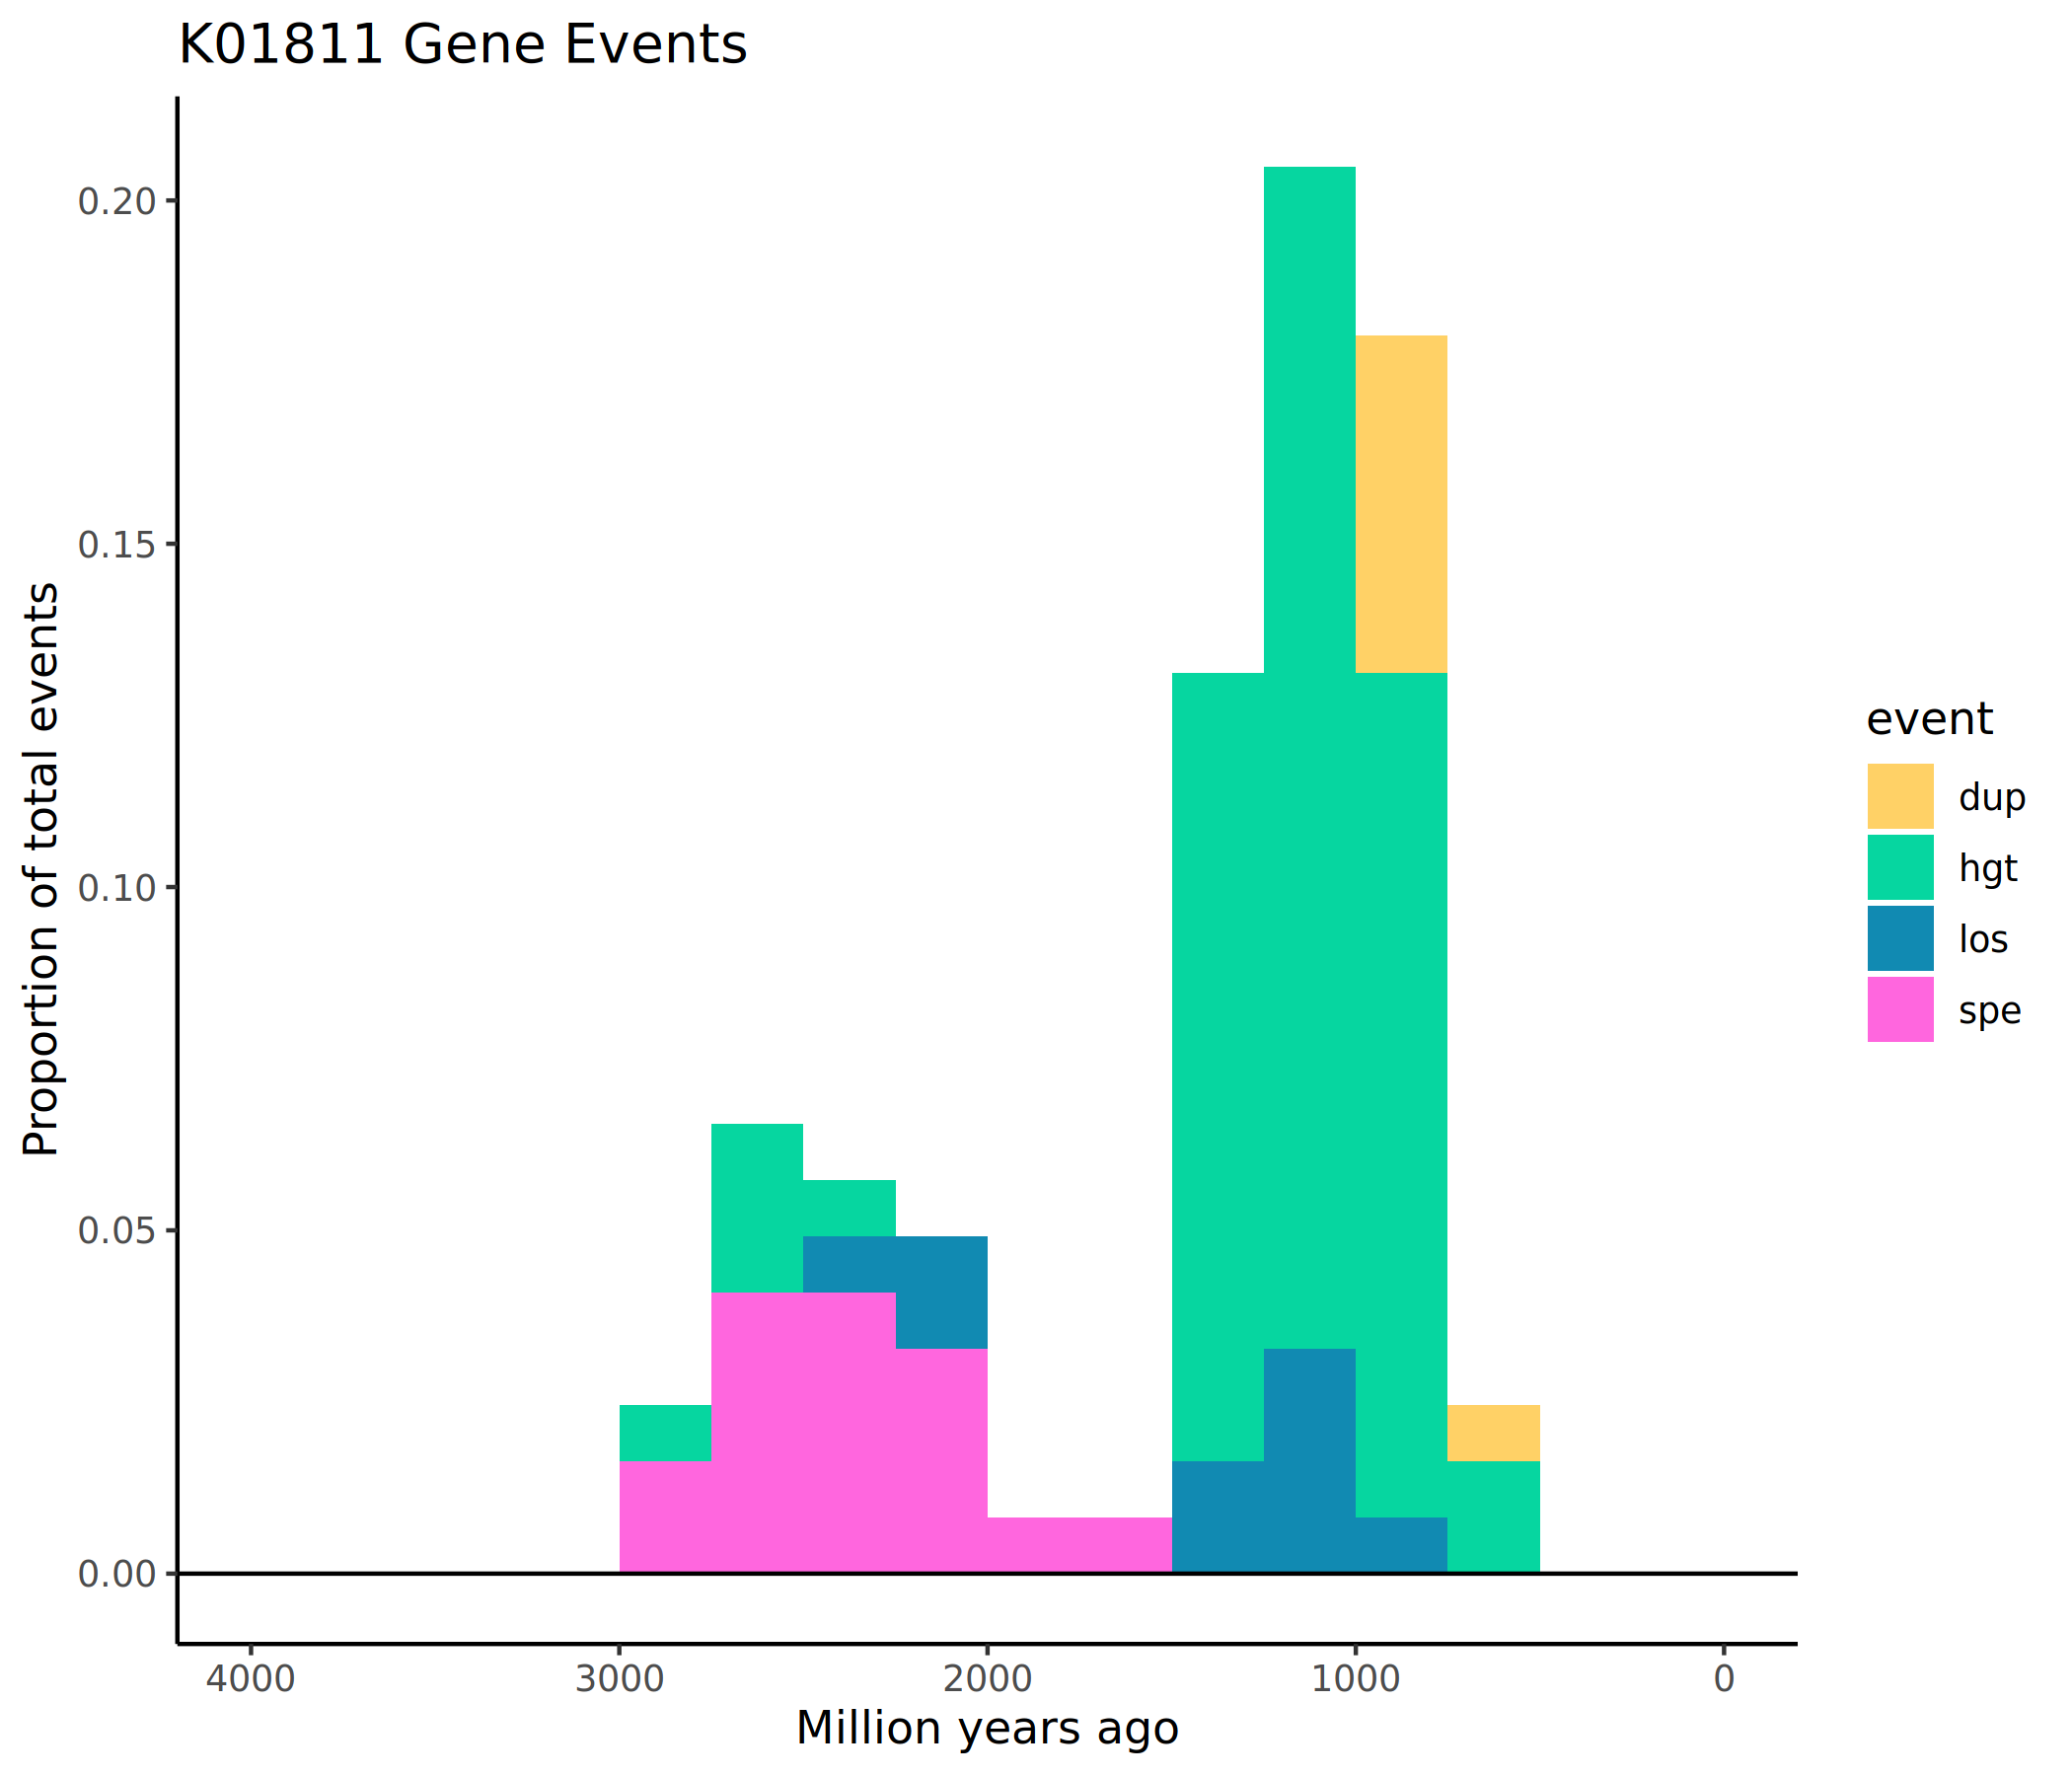 K01811 Gene Events
Proportion of total events
0.20
0.15
0.10
0.05
0.00
4000 3000 2000 1000 0
Million years ago
event
dup
hgt
los
spe